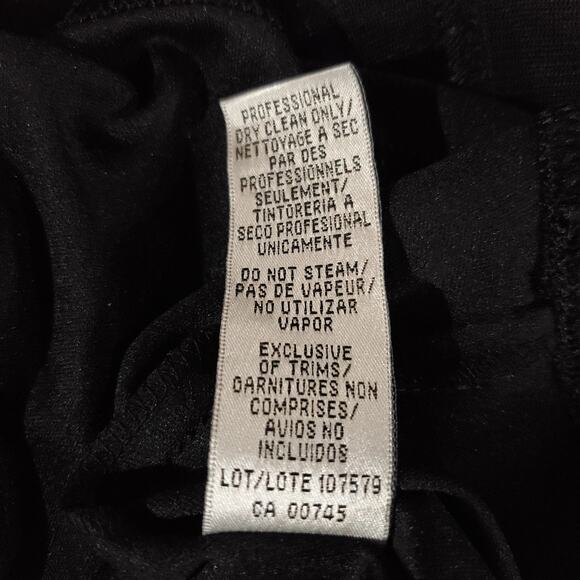 PROFESSIONAL
DRY CLEAN ONLY/
NETTOYAGE A SEC
PAR DES
PROFESSIONNELS
SEULEMENT/
TINTORERIA A
SECO PROFESIONAL
UNICAMENTE
DO NOT STEAM/
PAS DE VAPEUR/
NO UTILIZAR
VAPOR
EXCLUSIVE
OF TRIMS/
GARNITURES NON
COMPRISES/
AVIOS NO
INCLUIDOS
LOT/LOTE 107579
CA 00745